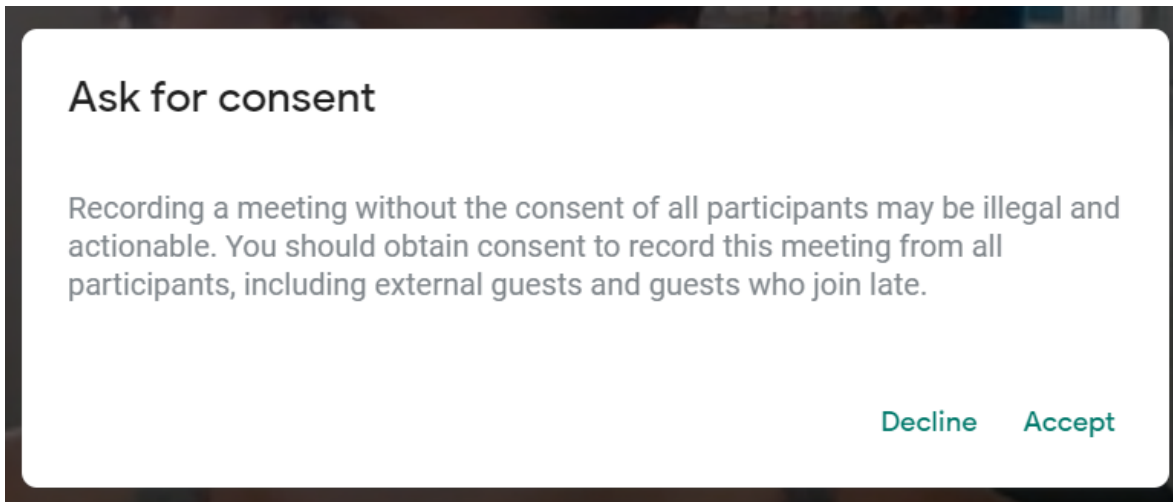 Ask for consent
Recording a meeting without the consent of all participants may be illegal and
actionable. You should obtain consent to record this meeting from all
participants, including external guests and guests who join late.
Decline Accept